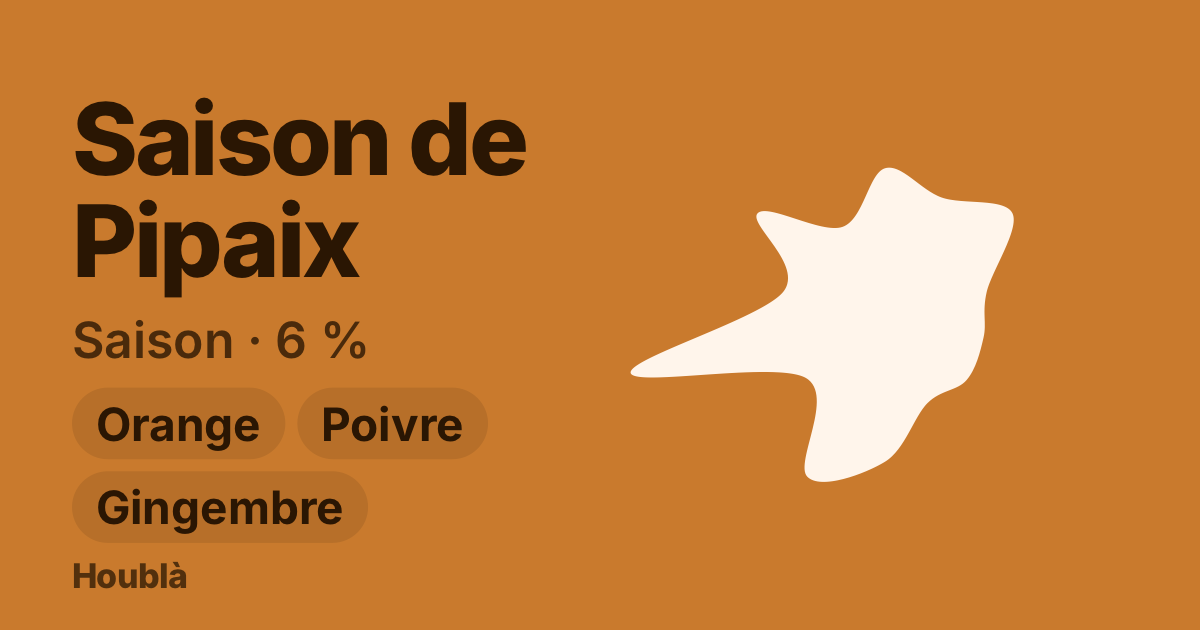 Saison de
Pipaix
Saison · 6 %
Orange Poivre
Gingembre
Houblà